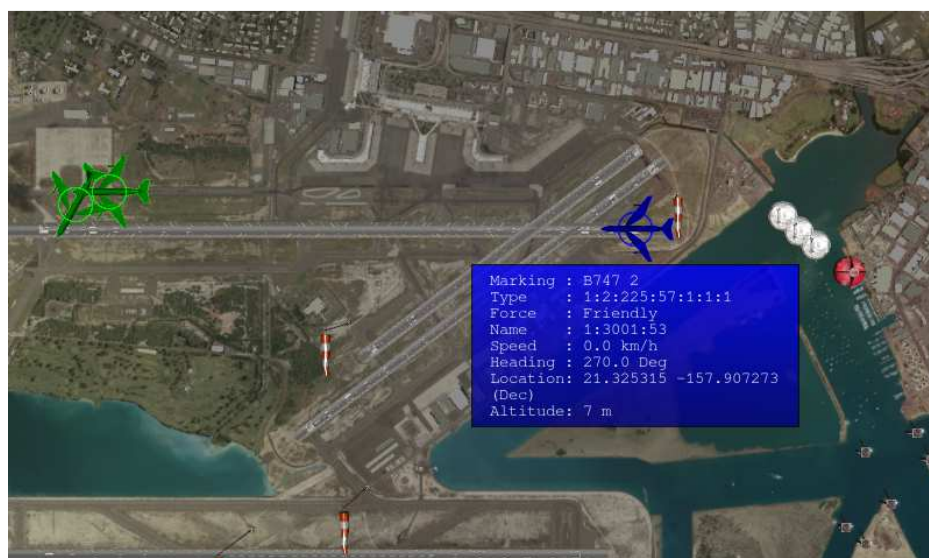 Marking : B747 2
Type    : 1:2:225:57:1:1:1
Force   : Friendly
Name    : 1:3001:53
Speed   : 0.0 km/h
Heading : 270.0 Deg
Location: 21.325315 -157.907273
(Dec)
Altitude: 7 m